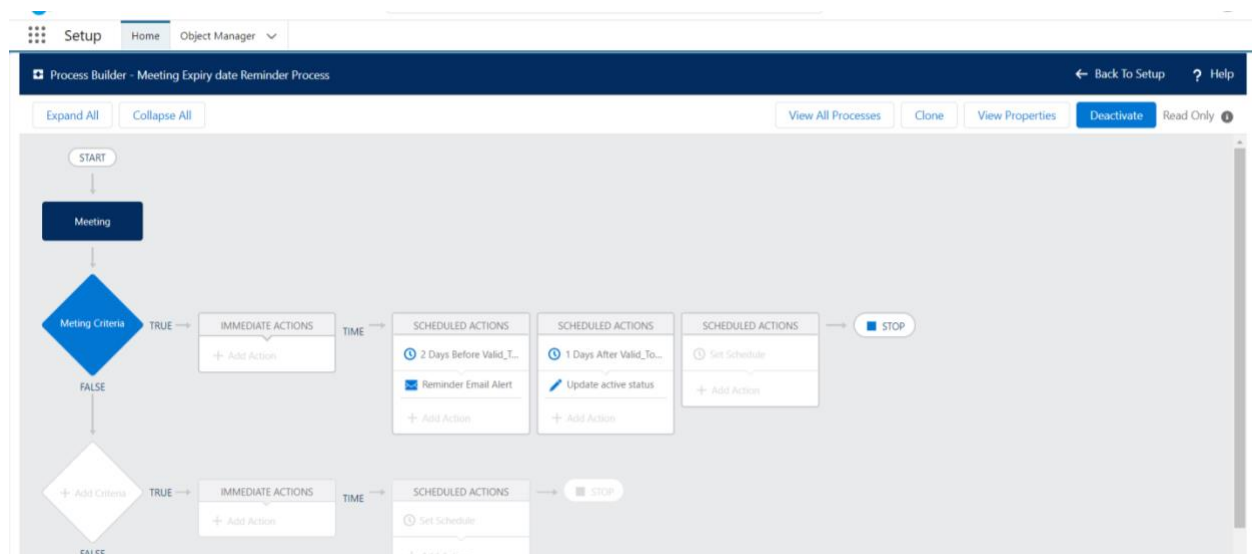 Setup Home Object Manager
Process Builder - Meeting Expiry date Reminder Process
← Back To Setup ? Help
Expand All Collapse All View All Processes Clone View Properties Deactivate Read Only
START
Meeting
Meting Criteria TRUE IMMEDIATE ACTIONS TIME SCHEDULED ACTIONS SCHEDULED ACTIONS SCHEDULED ACTIONS STOP
+ Add Action 2 Days Before Valid_T... 1 Days After Valid_To... Set Schedule
FALSE Reminder Email Alert Update active status + Add Action
+ Add Action + Add Action
+ Add Criteria TRUE IMMEDIATE ACTIONS TIME SCHEDULED ACTIONS STOP
+ Add Action Set Schedule
FALSE + Add Action